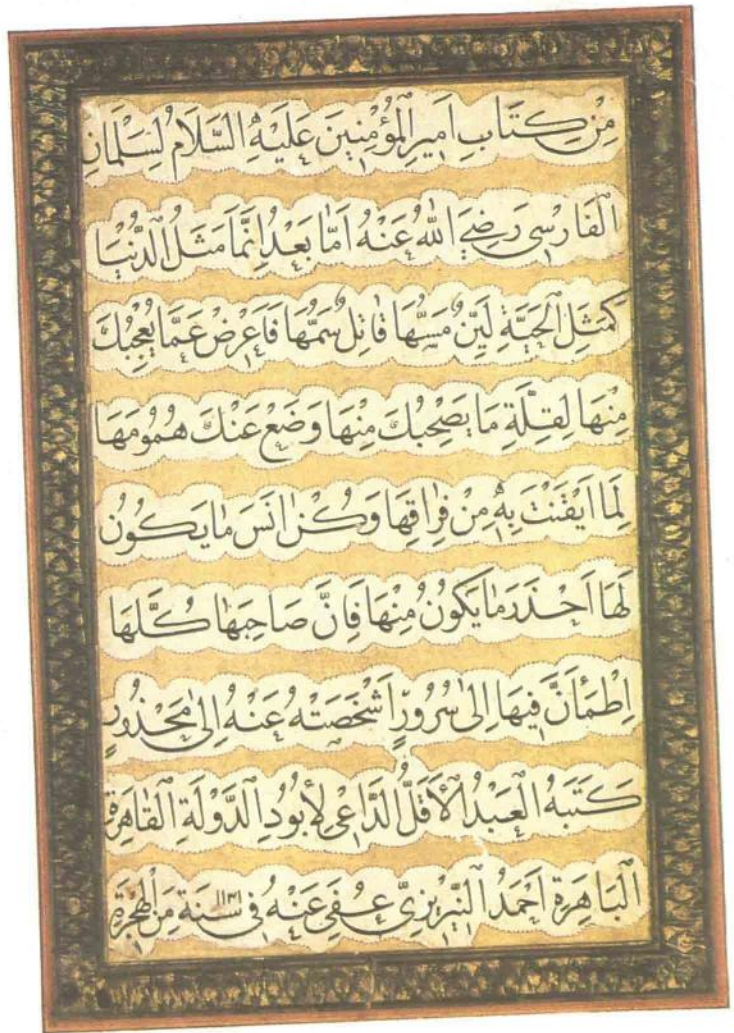 مِنْ كِتَابِ اَمِيرِ الْمُؤْمِنِينَ عَلَيْهِ السَّلَامُ لِسَلْمَانِ
الْفَارْسِي رَضِيَ اللهُ عَنْهُ اَمَّا بَعْدُ اِنَّمَا مَثَلُ الدُّنْيَا
كَمَثَلِ الْحَيَّةِ لَيِّنٌ مَسُّهَا قَاتِلٌ سَمُّهَا فَاَعْرِضْ عَمَّا يُعْجِبُكَ
مِنْهَا لِقِلَّةِ مَا يَصْحَبُكَ مِنْهَا وَضَعْ عَنْكَ هُمُومَهَا
لِمَا اَيْقَنْتَ بِهِ مِنْ فِرَاقِهَا وَكُنْ اٰنَسَ مَا يَكُونُ
لَهَا اَحْذَرَ مَا يَكُونُ مِنْهَا فَاِنَّ صَاحِبَهَا كُلَّهَا
اِطْمَأَنَّ فِيهَا اِلٰى سُرُورٍ اَشْخَصَتْهُ عَنْهُ اِلٰى مَحْذُورٍ
كَتَبَهُ الْعَبْدُ الْاَقَلُّ الدَّاعِي لِأُبُودِ الدَّوْلَةِ الْقَاهِرَةِ
الْبَاهِرَةِ اَحْمَدُ النَّيْرِيزِيُّ عُفِيَ عَنْهُ فِي سَنَةِ ١١٣١ مِنَ الْهِجْرَةِ